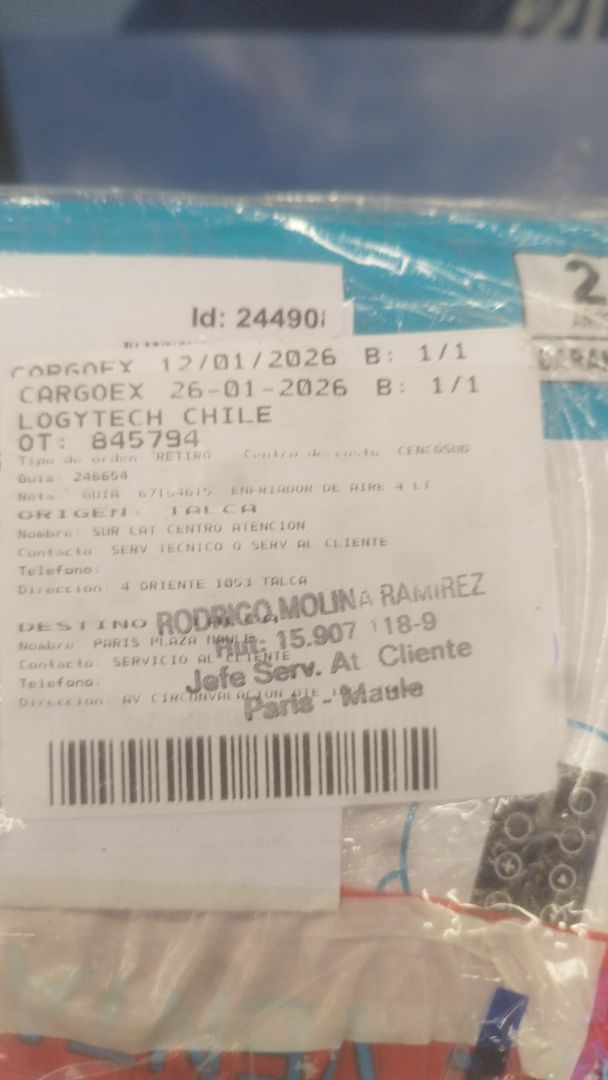 Id: 24490
2
CARGOEX 12/01/2026 B: 1/1
CARGOEX 26-01-2026 B: 1/1
LOGYTECH CHILE
OT: 845794
Tipo de orden: RETIRO Centro de costo CENCOSUD
Guia: 246654
Nota: GUIA 67164615 ENFRIADOR DE AIRE 4 LT
ORIGEN: TALCA
Nombre: SUR CAT CENTRO ATENCION
Contacto: SERV TECNICO O SERV AL CLIENTE
Telefono:
Direccion: 4 ORIENTE 1053 TALCA
DESTINO
RODRIGO MOLINA RAMIREZ
Nombre: PARIS PLAZA MAULE
Rut: 15.907 118-9
Contacto: SERVICIO AL CLIENTE
Jefe Serv. At. Cliente
Telefono:
Paris - Maule
Direccion: AV CIRCUNVALACION OTE